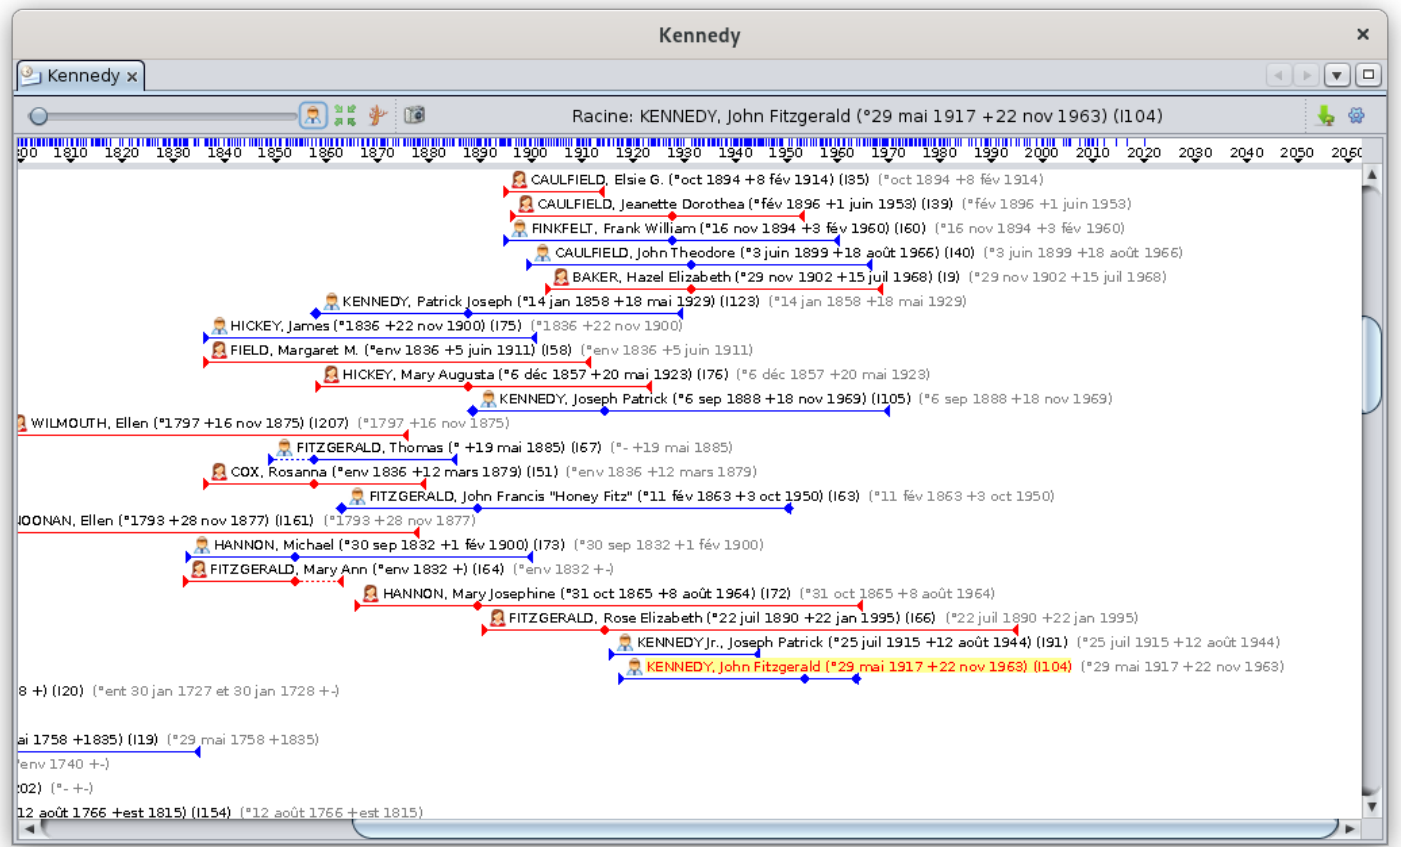 Kennedy
Kennedy
Racine: KENNEDY, John Fitzgerald (°29 mai 1917 +22 nov 1963) (I104)
00 1810 1820 1830 1840 1850 1860 1870 1880 1890 1900 1910 1920 1930 1940 1950 1960 1970 1980 1990 2000 2010 2020 2030 2040 2050 2060
CAULFIELD, Elsie G. (°oct 1894 +8 fév 1914) (I35) (°oct 1894 +8 fév 1914)
CAULFIELD, Jeanette Dorothea (°fév 1896 +1 juin 1953) (I39) (°fév 1896 +1 juin 1953)
FINKFELT, Frank William (°16 nov 1894 +3 fév 1960) (I60) (°16 nov 1894 +3 fév 1960)
CAULFIELD, John Theodore (°3 juin 1899 +18 août 1966) (I40) (°3 juin 1899 +18 août 1966)
BAKER, Hazel Elizabeth (°29 nov 1902 +15 juil 1968) (I9) (°29 nov 1902 +15 juil 1968)
KENNEDY, Patrick Joseph (°14 jan 1858 +18 mai 1929) (I123) (°14 jan 1858 +18 mai 1929)
HICKEY, James (°1836 +22 nov 1900) (I75) (°1836 +22 nov 1900)
FIELD, Margaret M. (°env 1836 +5 juin 1911) (I58) (°env 1836 +5 juin 1911)
HICKEY, Mary Augusta (°6 déc 1857 +20 mai 1923) (I76) (°6 déc 1857 +20 mai 1923)
KENNEDY, Joseph Patrick (°6 sep 1888 +18 nov 1969) (I105) (°6 sep 1888 +18 nov 1969)
WILMOUTH, Ellen (°1797 +16 nov 1875) (I207) (°1797 +16 nov 1875)
FITZGERALD, Thomas (° +19 mai 1885) (I67) (°- +19 mai 1885)
COX, Rosanna (°env 1836 +12 mars 1879) (I51) (°env 1836 +12 mars 1879)
FITZGERALD, John Francis "Honey Fitz" (°11 fév 1863 +3 oct 1950) (I63) (°11 fév 1863 +3 oct 1950)
NOONAN, Ellen (°1793 +28 nov 1877) (I161) (°1793 +28 nov 1877)
HANNON, Michael (°30 sep 1832 +1 fév 1900) (I73) (°30 sep 1832 +1 fév 1900)
FITZGERALD, Mary Ann (°env 1832 +) (I64) (°env 1832 +-)
HANNON, Mary Josephine (°31 oct 1865 +8 août 1964) (I72) (°31 oct 1865 +8 août 1964)
FITZGERALD, Rose Elizabeth (°22 juil 1890 +22 jan 1995) (I66) (°22 juil 1890 +22 jan 1995)
KENNEDY Jr., Joseph Patrick (°25 juil 1915 +12 août 1944) (I91) (°25 juil 1915 +12 août 1944)
KENNEDY, John Fitzgerald (°29 mai 1917 +22 nov 1963) (I104) (°29 mai 1917 +22 nov 1963)
8 +) (I20) (°ent 30 jan 1727 et 30 jan 1728 +-)
ai 1758 +1835) (I19) (°29 mai 1758 +1835)
°env 1740 +-)
202) (°- +-)
12 août 1766 +est 1815) (I154) (°12 août 1766 +est 1815)